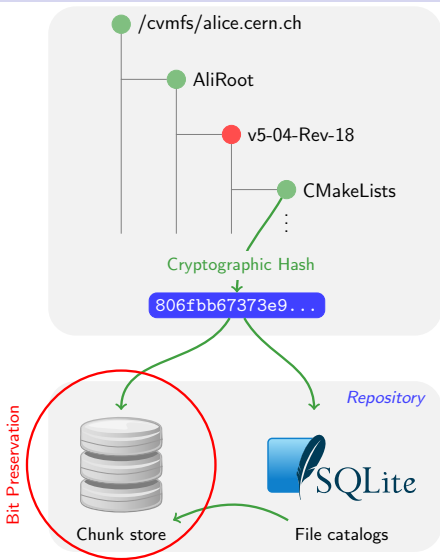 /cvmfs/alice.cern.ch
AliRoot
v5-04-Rev-18
CMakeLists
⋮
Cryptographic Hash
806fbb67373e9...
Repository
Bit Preservation
SQLite
Chunk store
File catalogs